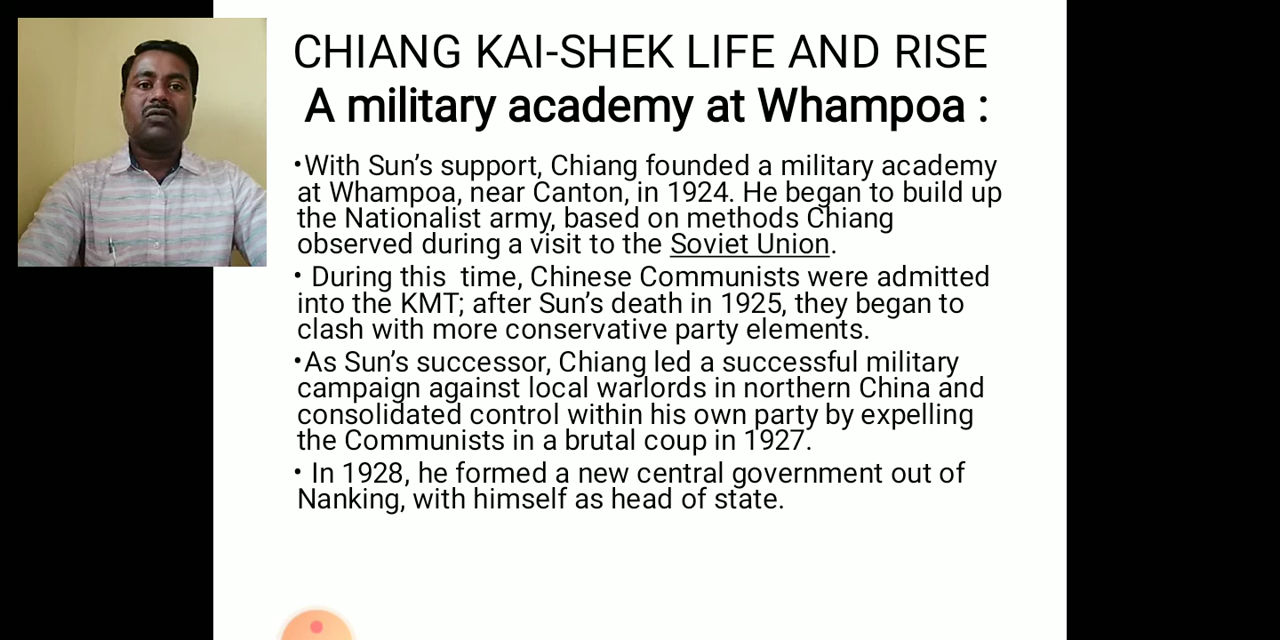 CHIANG KAI-SHEK LIFE AND RISE
A military academy at Whampoa :
•With Sun's support, Chiang founded a military academy
at Whampoa, near Canton, in 1924. He began to build up
the Nationalist army, based on methods Chiang
observed during a visit to the Soviet Union.
• During this  time, Chinese Communists were admitted
into the KMT; after Sun's death in 1925, they began to
clash with more conservative party elements.
•As Sun's successor, Chiang led a successful military
campaign against local warlords in northern China and
consolidated control within his own party by expelling
the Communists in a brutal coup in 1927.
• In 1928, he formed a new central government out of
Nanking, with himself as head of state.